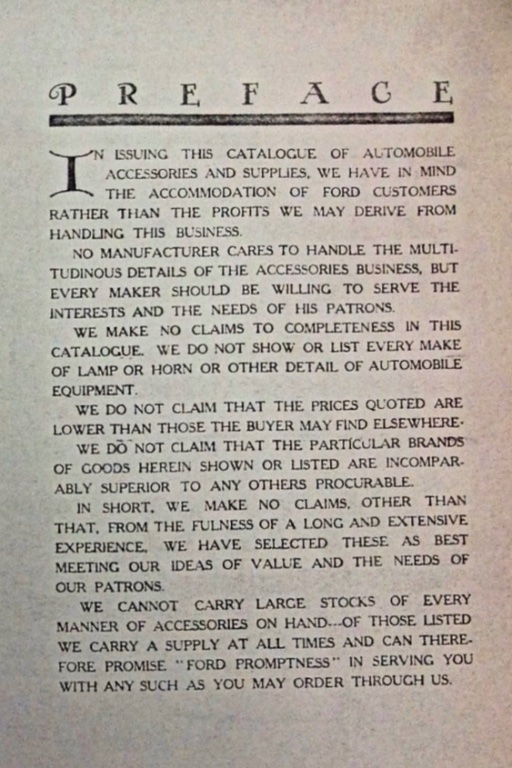 PREFACE
IN ISSUING THIS CATALOGUE OF AUTOMOBILE
ACCESSORIES AND SUPPLIES, WE HAVE IN MIND
THE ACCOMMODATION OF FORD CUSTOMERS
RATHER THAN THE PROFITS WE MAY DERIVE FROM
HANDLING THIS BUSINESS.
NO MANUFACTURER CARES TO HANDLE THE MULTI-
TUDINOUS DETAILS OF THE ACCESSORIES BUSINESS, BUT
EVERY MAKER SHOULD BE WILLING TO SERVE THE
INTERESTS AND THE NEEDS OF HIS PATRONS.
WE MAKE NO CLAIMS TO COMPLETENESS IN THIS
CATALOGUE. WE DO NOT SHOW OR LIST EVERY MAKE
OF LAMP OR HORN OR OTHER DETAIL OF AUTOMOBILE
EQUIPMENT.
WE DO NOT CLAIM THAT THE PRICES QUOTED ARE
LOWER THAN THOSE THE BUYER MAY FIND ELSEWHERE.
WE DO NOT CLAIM THAT THE PARTICULAR BRANDS
OF GOODS HEREIN SHOWN OR LISTED ARE INCOMPAR-
ABLY SUPERIOR TO ANY OTHERS PROCURABLE.
IN SHORT, WE MAKE NO CLAIMS, OTHER THAN
THAT, FROM THE FULNESS OF A LONG AND EXTENSIVE
EXPERIENCE, WE HAVE SELECTED THESE AS BEST
MEETING OUR IDEAS OF VALUE AND THE NEEDS OF
OUR PATRONS.
WE CANNOT CARRY LARGE STOCKS OF EVERY
MANNER OF ACCESSORIES ON HAND---OF THOSE LISTED
WE CARRY A SUPPLY AT ALL TIMES AND CAN THERE-
FORE PROMISE "FORD PROMPTNESS" IN SERVING YOU
WITH ANY SUCH AS YOU MAY ORDER THROUGH US.